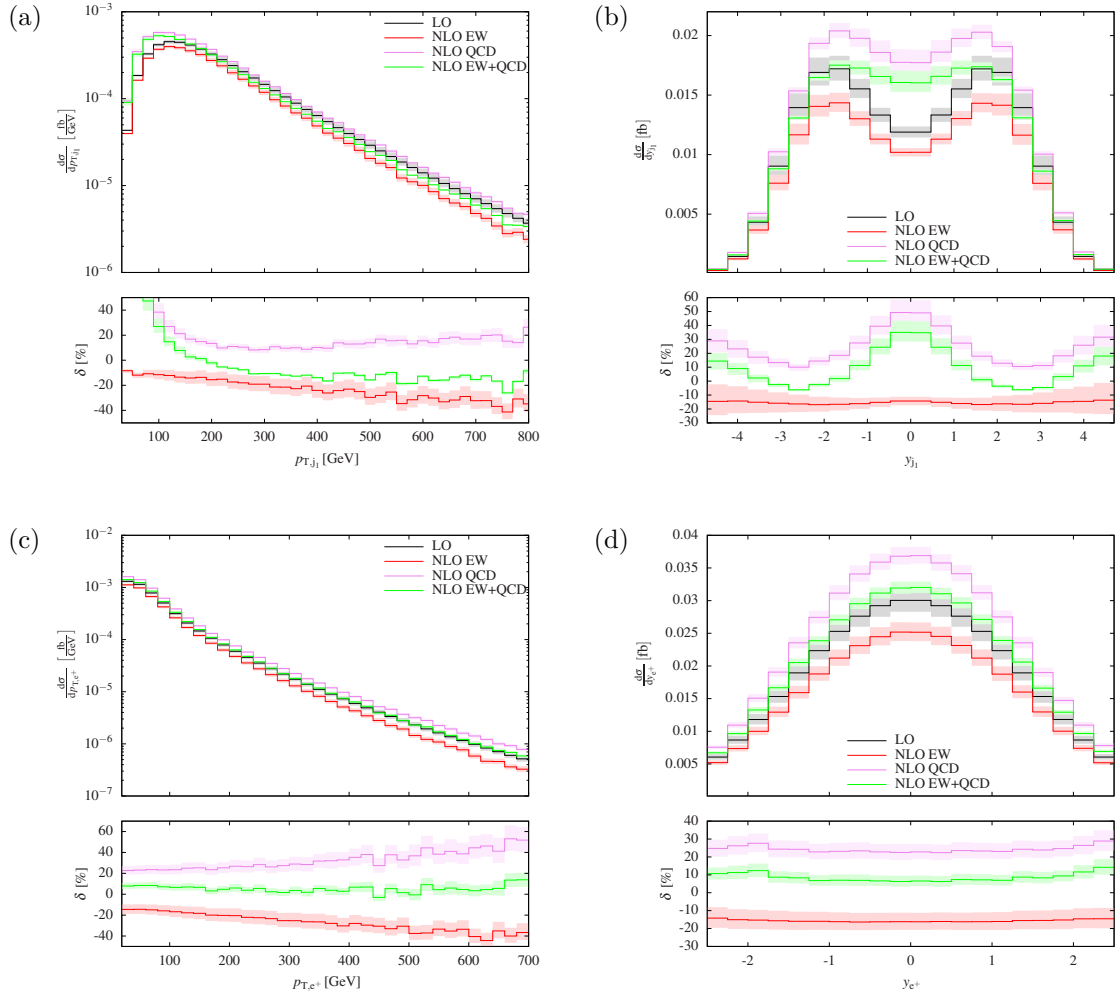 (a)
LO
NLO EW
NLO QCD
NLO EW+QCD
dσ/dp_T,j1 [fb/GeV]
10⁻³
10⁻⁴
10⁻⁵
10⁻⁶
δ [%]
40
20
0
-20
-40
100 200 300 400 500 600 700 800
p_T,j1 [GeV]
(b)
dσ/dy_j1 [fb]
0.02
0.015
0.01
0.005
LO
NLO EW
NLO QCD
NLO EW+QCD
δ [%]
60
50
40
30
20
10
0
-10
-20
-30
-4 -3 -2 -1 0 1 2 3 4
y_j1
(c)
LO
NLO EW
NLO QCD
NLO EW+QCD
dσ/dp_T,e⁺ [fb/GeV]
10⁻²
10⁻³
10⁻⁴
10⁻⁵
10⁻⁶
10⁻⁷
δ [%]
60
40
20
0
-20
-40
100 200 300 400 500 600 700
p_T,e⁺ [GeV]
(d)
dσ/dy_e⁺ [fb]
0.04
0.035
0.03
0.025
0.02
0.015
0.01
0.005
LO
NLO EW
NLO QCD
NLO EW+QCD
δ [%]
40
30
20
10
0
-10
-20
-30
-2 -1 0 1 2
y_e⁺